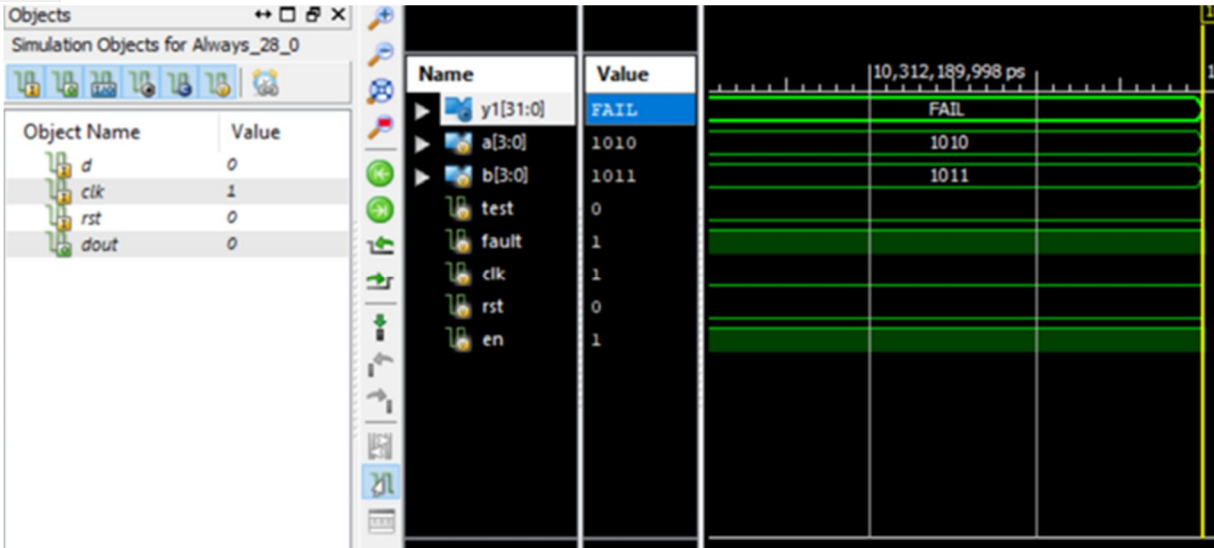 Objects
Simulation Objects for Always_28_0
Object Name Value
d 0
clk 1
rst 0
dout 0
Name Value
y1[31:0] FAIL
a[3:0] 1010
b[3:0] 1011
test 0
fault 1
clk 1
rst 0
en 1
10,312,189,998 ps
FAIL
1010
1011